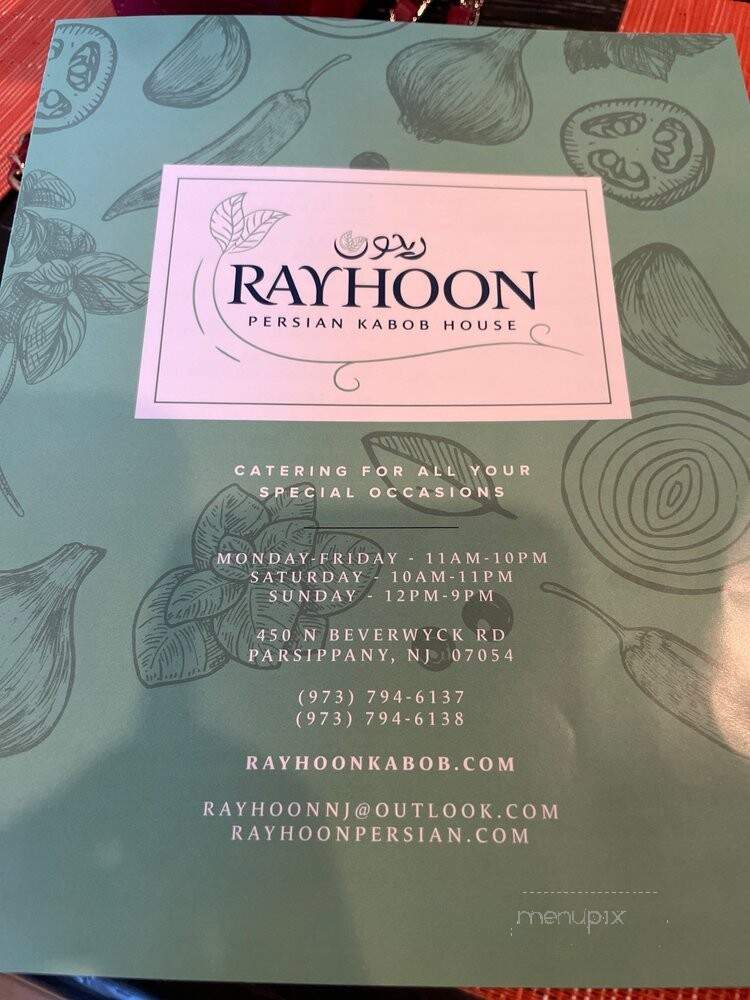 ریحون
RAYHOON
PERSIAN KABOB HOUSE
CATERING FOR ALL YOUR
SPECIAL OCCASIONS
MONDAY-FRIDAY - 11AM-10PM
SATURDAY - 10AM-11PM
SUNDAY - 12PM-9PM
450 N BEVERWYCK RD
PARSIPPANY, NJ 07054
(973) 794-6137
(973) 794-6138
RAYHOONKABOB.COM
RAYHOONNJ@OUTLOOK.COM
RAYHOONPERSIAN.COM
menupix